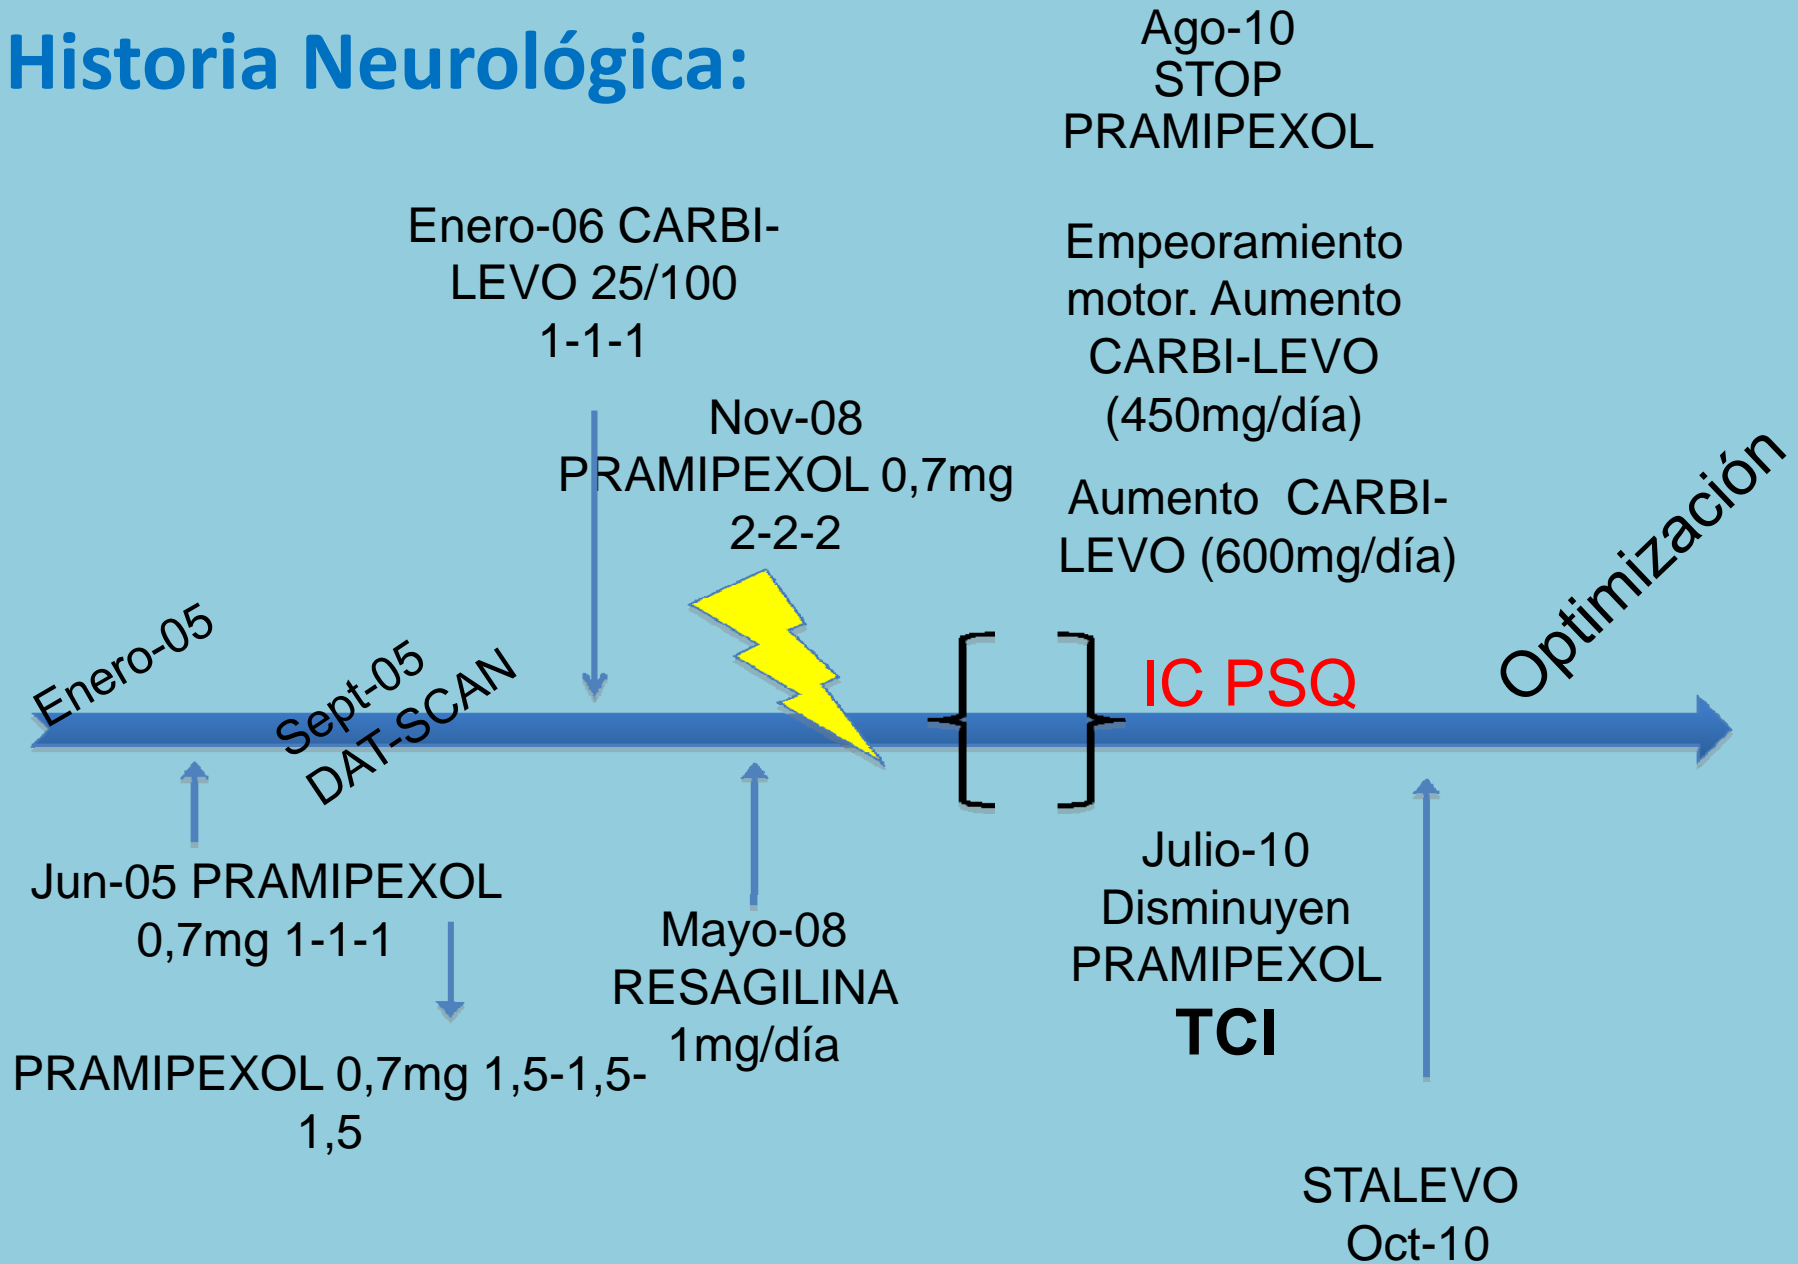 Historia Neurológica:
Ago-10
STOP
PRAMIPEXOL
Enero-06 CARBI-
LEVO 25/100
1-1-1
Empeoramiento
motor. Aumento
CARBI-LEVO
(450mg/día)
Nov-08
PRAMIPEXOL 0,7mg
2-2-2
Aumento CARBI-
LEVO (600mg/día)
Optimización
Enero-05
Sept-05
DAT-SCAN
IC PSQ
Jun-05 PRAMIPEXOL
0,7mg 1-1-1
PRAMIPEXOL 0,7mg 1,5-1,5-
1,5
Mayo-08
RESAGILINA
1mg/día
Julio-10
Disminuyen
PRAMIPEXOL
TCI
STALEVO
Oct-10